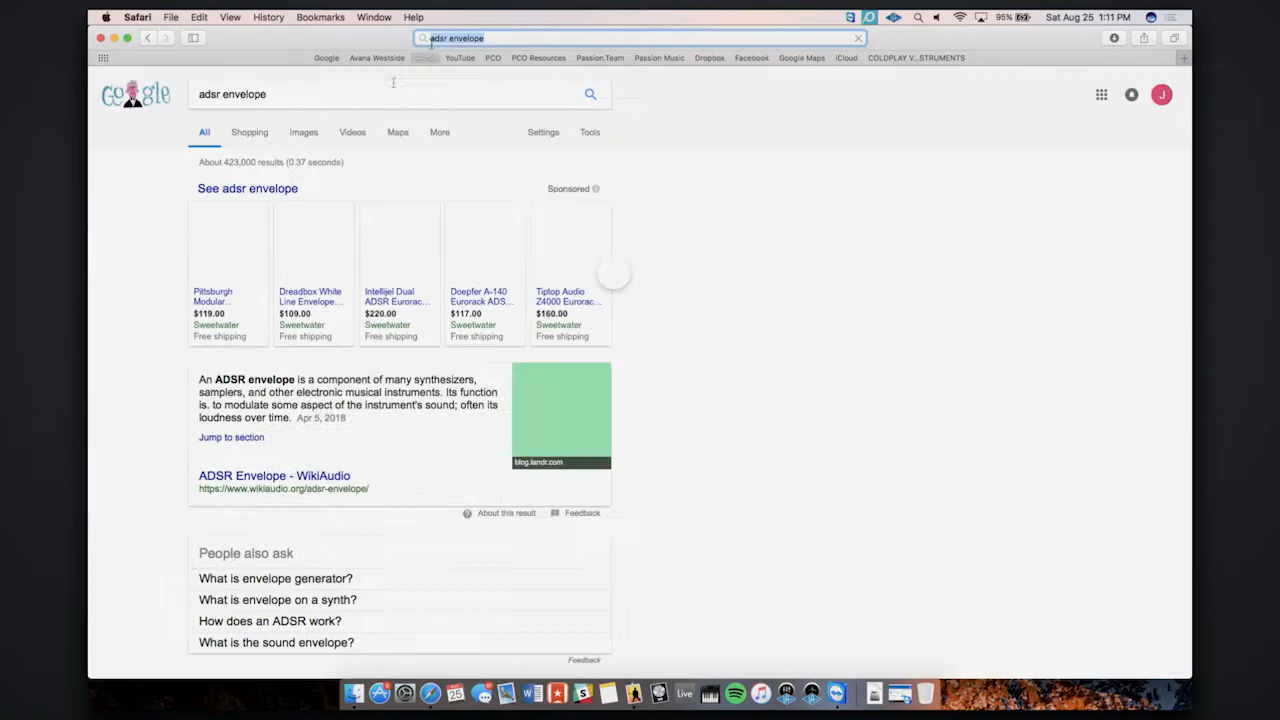 Safari File Edit View History Bookmarks Window Help 95% Sat Aug 25 1:11 PM
adsr envelope
Google Avana Westside YouTube PCO PCO Resources Passion.Team Passion Music Dropbox Facebook Google Maps iCloud COLDPLAY V...STRUMENTS
Google
adsr envelope
J
All Shopping Images Videos Maps More Settings Tools
About 423,000 results (0.37 seconds)
See adsr envelope
Sponsored
Pittsburgh
Modular...
$119.00
Sweetwater
Free shipping
Dreadbox White
Line Envelope...
$109.00
Sweetwater
Free shipping
Intellijel Dual
ADSR Eurorac...
$220.00
Sweetwater
Free shipping
Doepfer A-140
Eurorack ADS...
$117.00
Sweetwater
Free shipping
Tiptop Audio
Z4000 Eurorac...
$160.00
Sweetwater
Free shipping
An ADSR envelope is a component of many synthesizers,
samplers, and other electronic musical instruments. Its function
is. to modulate some aspect of the instrument's sound; often its
loudness over time. Apr 5, 2018
Jump to section
blog.landr.com
ADSR Envelope - WikiAudio
https://www.wikiaudio.org/adsr-envelope/
About this result Feedback
People also ask
What is envelope generator?
What is envelope on a synth?
How does an ADSR work?
What is the sound envelope?
Feedback
25
Live